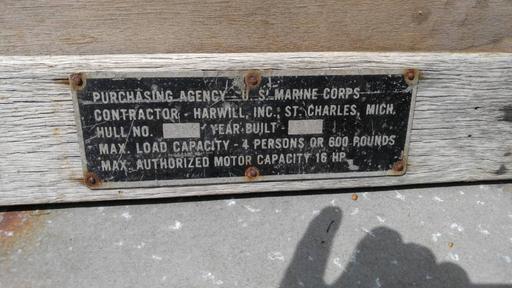 PURCHASING AGENCY - U. S. MARINE CORPS
CONTRACTOR - HARWILL, INC., ST. CHARLES, MICH.
HULL NO. YEAR BUILT
MAX. LOAD CAPACITY - 4 PERSONS OR 600 POUNDS
MAX. AUTHORIZED MOTOR CAPACITY 16 HP.